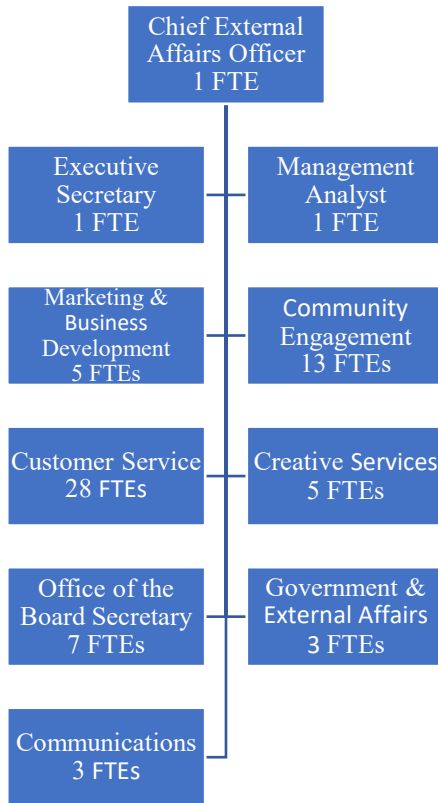 Chief External
Affairs Officer
1 FTE
Executive
Secretary
1 FTE
Management
Analyst
1 FTE
Marketing &
Business
Development
5 FTEs
Community
Engagement
13 FTEs
Customer Service
28 FTEs
Creative Services
5 FTEs
Office of the
Board Secretary
7 FTEs
Government &
External Affairs
3 FTEs
Communications
3 FTEs